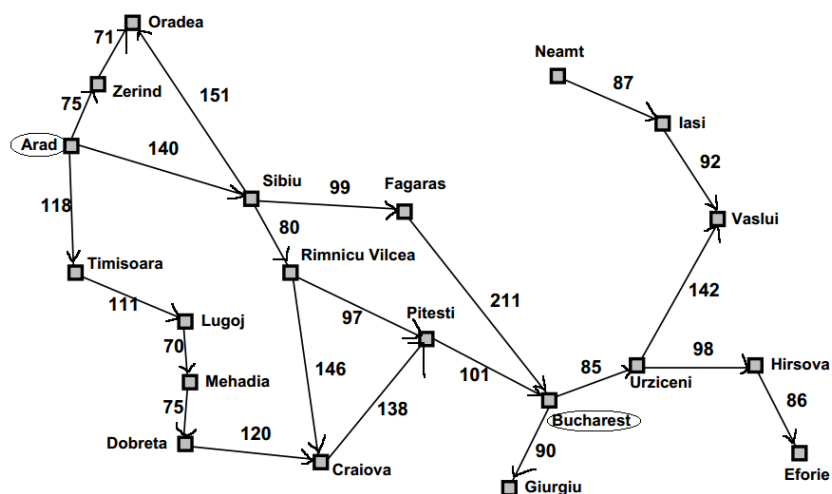 Oradea
Neamt
71
87
Zerind
151
Iasi
75
Arad
140
92
Sibiu
99
Fagaras
118
Vaslui
80
Timisoara
Rimnicu Vilcea
142
111
211
Lugoj
97
Pitesti
70
98
Hirsova
146
101
85
Mehadia
Urziceni
86
75
138
Bucharest
120
Dobreta
90
Eforie
Craiova
Giurgiu